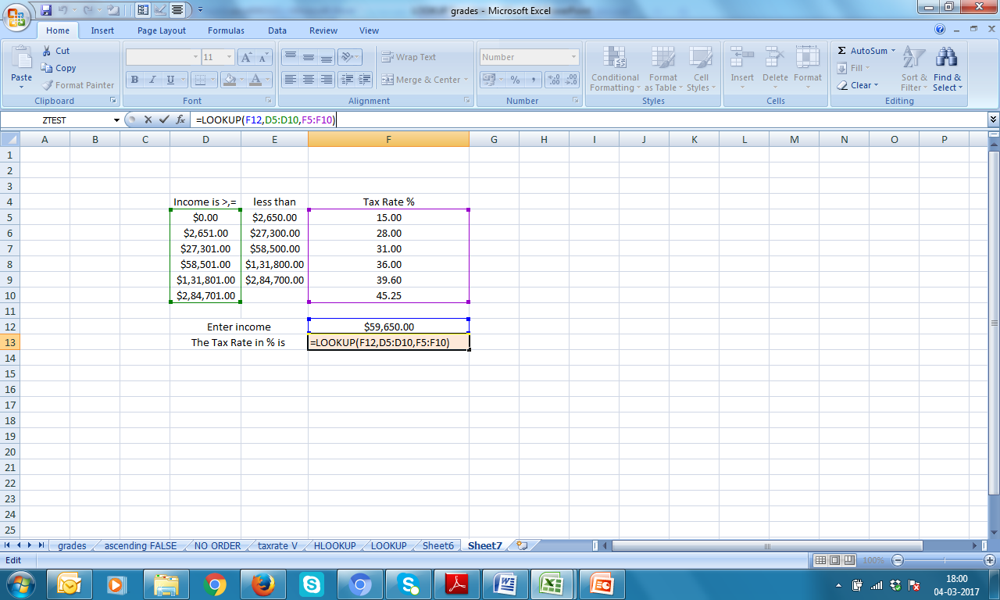 grades - Microsoft Excel
Home Insert Page Layout Formulas Data Review View
Cut
Copy
Format Painter
Paste
Clipboard
11
B I U
Font
Wrap Text
Merge & Center
Alignment
Number
% ,
Number
Conditional Formatting
Format as Table
Cell Styles
Styles
Insert Delete Format
Cells
AutoSum
Fill
Clear
Sort & Filter
Find & Select
Editing
ZTEST =LOOKUP(F12,D5:D10,F5:F10)
A B C D E F G H I J K L M N O P
1
2
3
4 Income is >,= less than Tax Rate %
5 $0.00 $2,650.00 15.00
6 $2,651.00 $27,300.00 28.00
7 $27,301.00 $58,500.00 31.00
8 $58,501.00 $1,31,800.00 36.00
9 $1,31,801.00 $2,84,700.00 39.60
10 $2,84,701.00 45.25
11
12 Enter income $59,650.00
13 The Tax Rate in % is =LOOKUP(F12,D5:D10,F5:F10)
14
15
16
17
18
19
20
21
22
23
24
25
grades ascending FALSE NO ORDER taxrate V HLOOKUP LOOKUP Sheet6 Sheet7
Edit 100%
18:00
04-03-2017